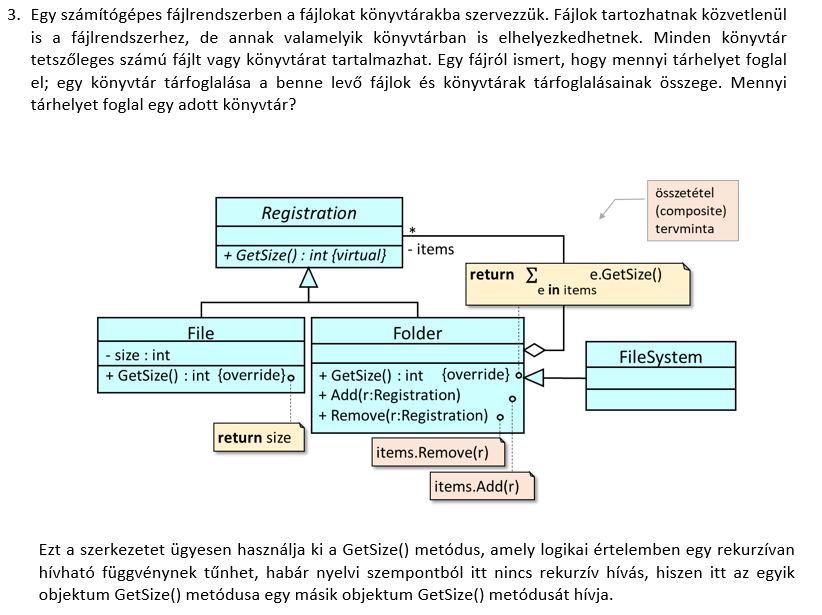 3. Egy számítógépes fájlrendszerben a fájlokat könyvtárakba szervezzük. Fájlok tartozhatnak közvetlenül
is a fájlrendszerhez, de annak valamelyik könyvtárban is elhelyezkedhetnek. Minden könyvtár
tetszőleges számú fájlt vagy könyvtárat tartalmazhat. Egy fájról ismert, hogy mennyi tárhelyet foglal
el; egy könyvtár tárfoglalása a benne levő fájlok és könyvtárak tárfoglalásainak összege. Mennyi
tárhelyet foglal egy adott könyvtár?
összetétel
(composite)
tervminta
Registration
*
- items
+ GetSize() : int {virtual}
return Σ e.GetSize()
e in items
File
- size : int
+ GetSize() : int {override}
return size
Folder
+ GetSize() : int {override}
+ Add(r:Registration)
+ Remove(r:Registration)
FileSystem
items.Remove(r)
items.Add(r)
Ezt a szerkezetet ügyesen használja ki a GetSize() metódus, amely logikai értelemben egy rekurzívan
hívható függvénynek tűnhet, habár nyelvi szempontból itt nincs rekurzív hívás, hiszen itt az egyik
objektum GetSize() metódusa egy másik objektum GetSize() metódusát hívja.